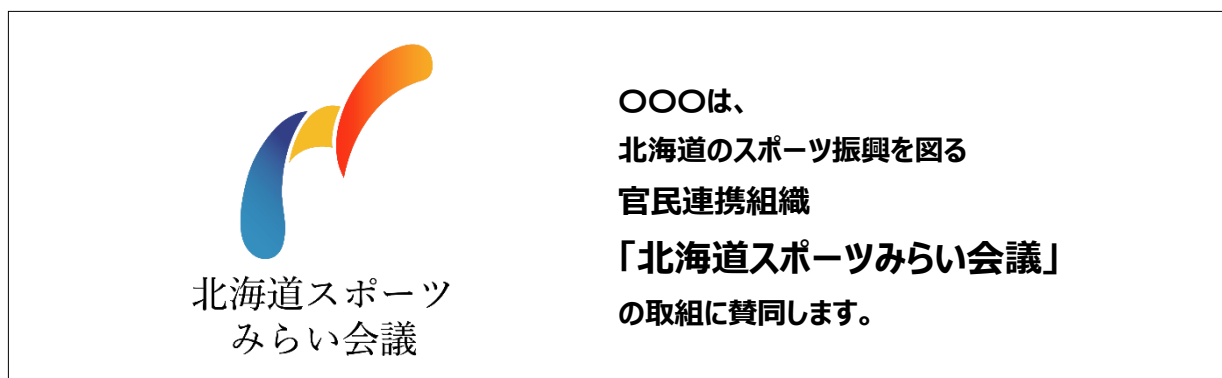 北海道スポーツ
みらい会議
〇〇〇は、
北海道のスポーツ振興を図る
官民連携組織
「北海道スポーツみらい会議」
の取組に賛同します。